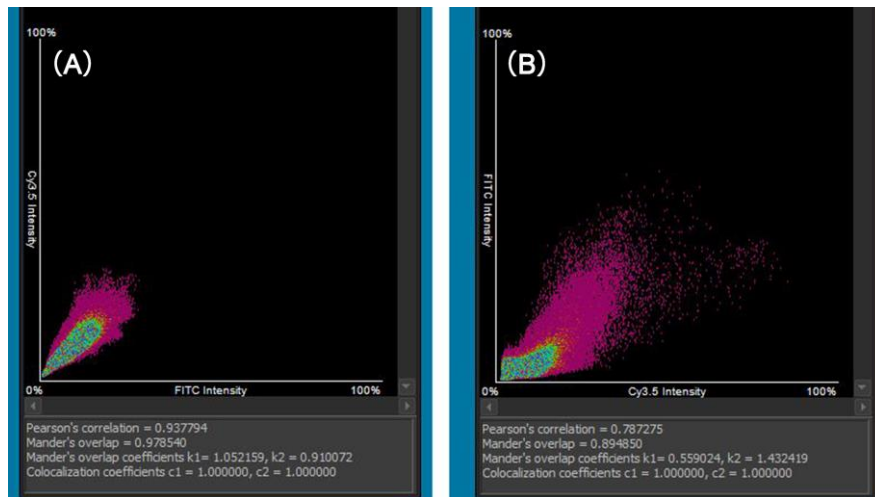 (A)
100%
Cy3.5 Intensity
0%
FITC Intensity
100%
Pearson's correlation = 0.937794
Mander's overlap = 0.978540
Mander's overlap coefficients k1= 1.052159, k2 = 0.910072
Colocalization coefficients c1 = 1.000000, c2 = 1.000000
(B)
100%
FITC Intensity
0%
Cy3.5 Intensity
100%
Pearson's correlation = 0.787275
Mander's overlap = 0.894850
Mander's overlap coefficients k1= 0.559024, k2 = 1.432419
Colocalization coefficients c1 = 1.000000, c2 = 1.000000